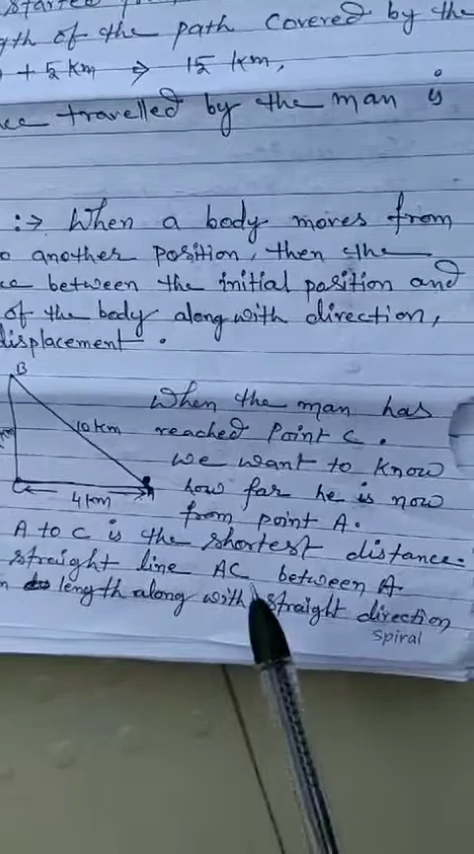 started
gth of the path covered by the
+ 5 km ⇒ 15 km,
ce travelled by the man is
:→ When a body moves from
o another position, then the
ce between the initial position and
of the body along with direction,
displacement.
B
10 km
4 km
When the man has
reached Point C.
we want to know
how far he is now
from point A.
A to C is the shortest distance.
straight line AC between A
n length along with straight direction
Spiral